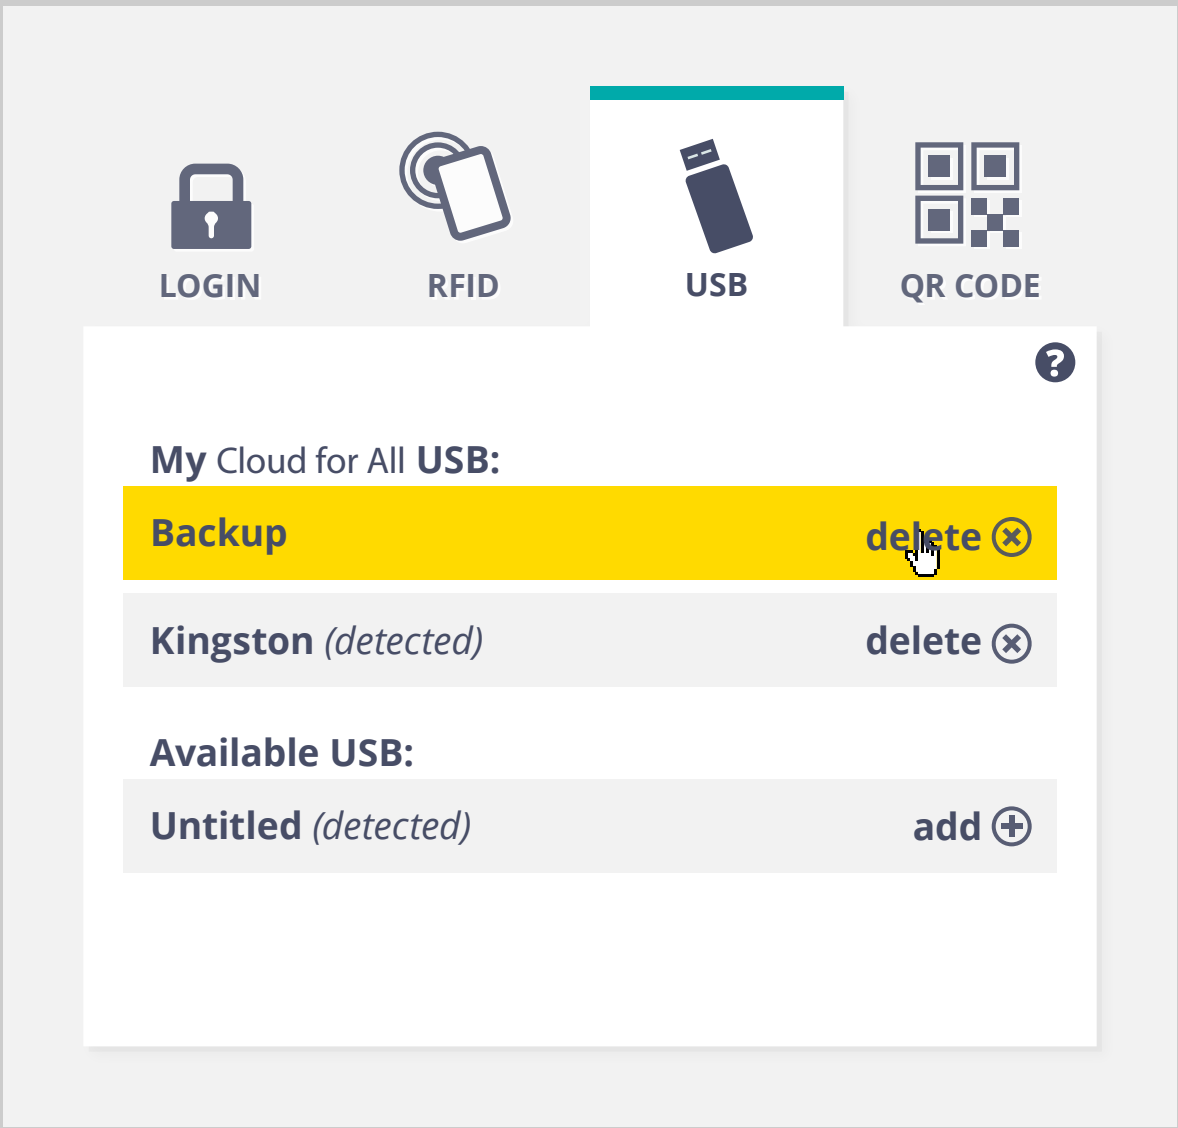 LOGIN
RFID
USB
QR CODE
?
My Cloud for All USB:
Backup delete
Kingston (detected) delete
Available USB:
Untitled (detected) add